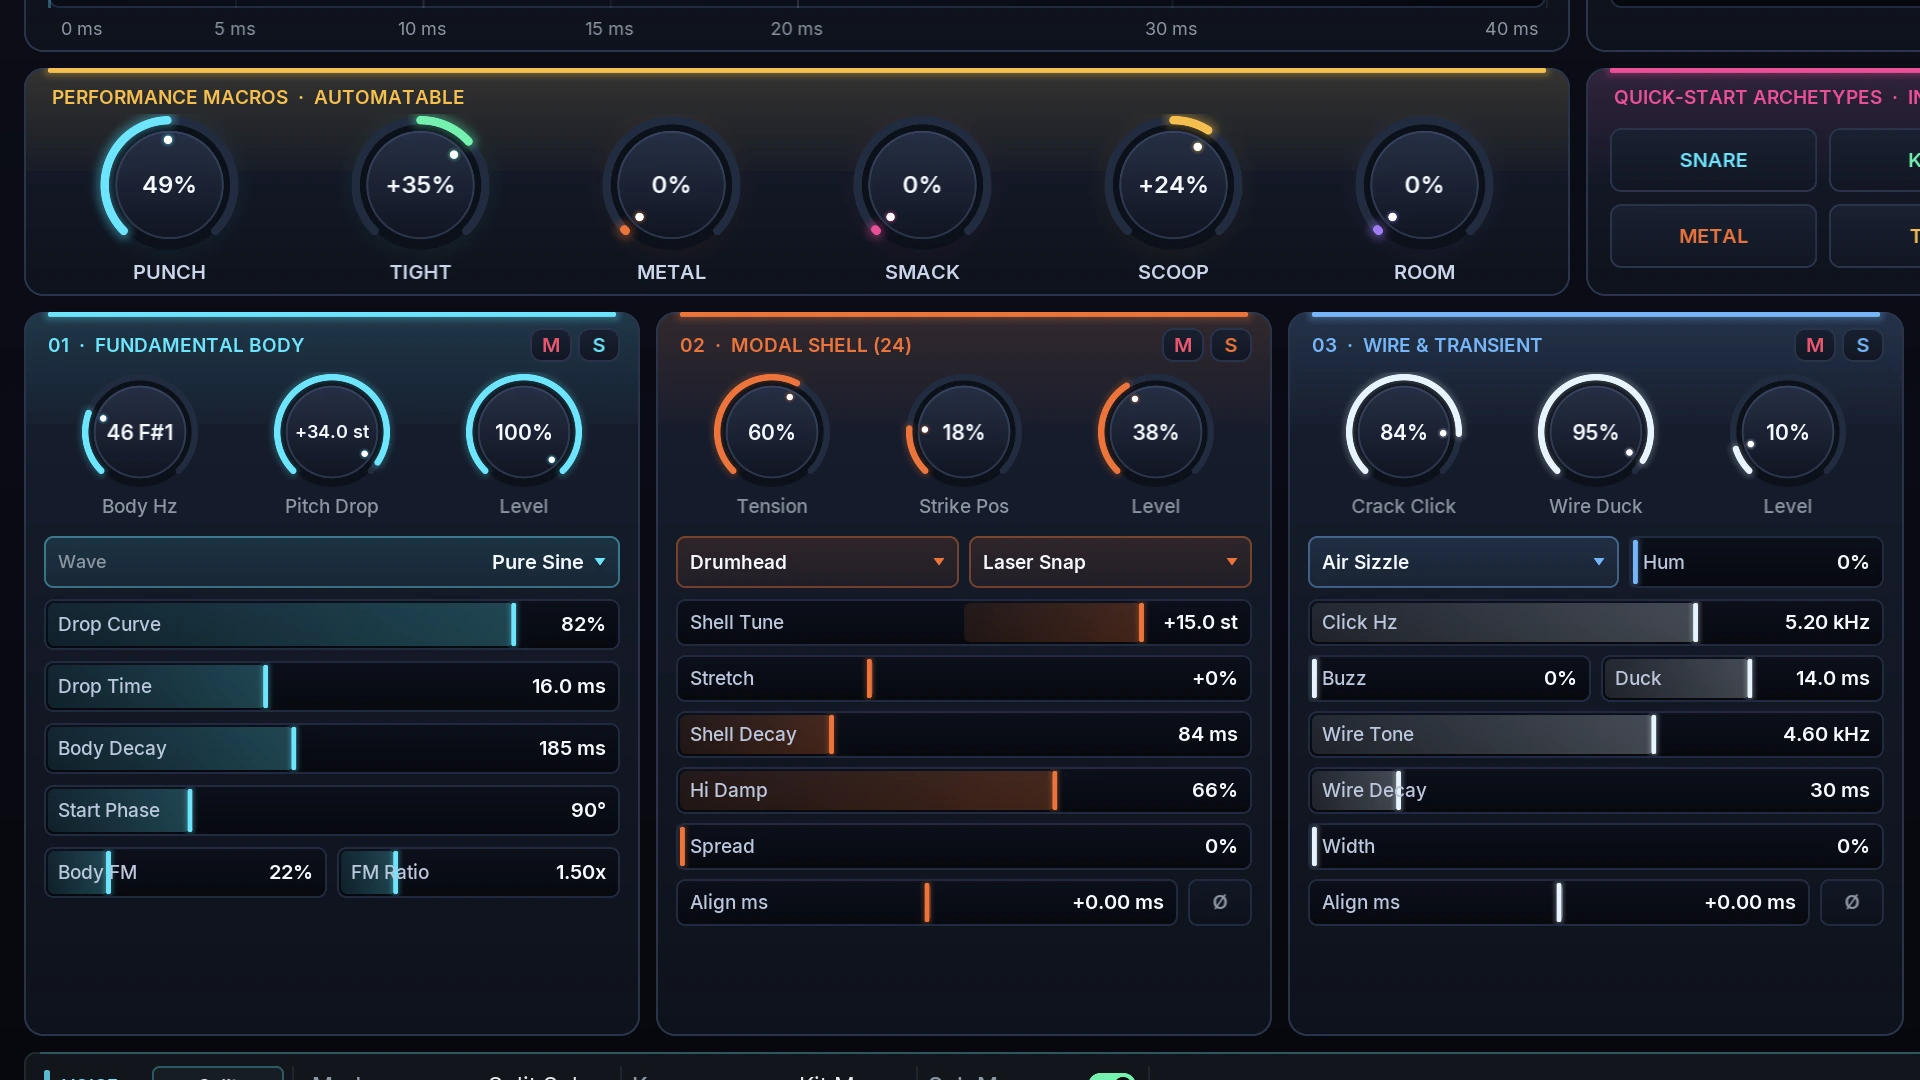 0 ms 5 ms 10 ms 15 ms 20 ms 30 ms 40 ms
PERFORMANCE MACROS · AUTOMATABLE
49% +35% 0% 0% +24% 0%
PUNCH TIGHT METAL SMACK SCOOP ROOM
QUICK-START ARCHETYPES ·
SNARE
METAL
01 · FUNDAMENTAL BODY M S
46 F#1 +34.0 st 100%
Body Hz Pitch Drop Level
Wave Pure Sine
Drop Curve 82%
Drop Time 16.0 ms
Body Decay 185 ms
Start Phase 90°
Body FM 22% FM Ratio 1.50x
02 · MODAL SHELL (24) M S
60% 18% 38%
Tension Strike Pos Level
Drumhead Laser Snap
Shell Tune +15.0 st
Stretch +0%
Shell Decay 84 ms
Hi Damp 66%
Spread 0%
Align ms +0.00 ms Ø
03 · WIRE & TRANSIENT M S
84% 95% 10%
Crack Click Wire Duck Level
Air Sizzle Hum 0%
Click Hz 5.20 kHz
Buzz 0% Duck 14.0 ms
Wire Tone 4.60 kHz
Wire Decay 30 ms
Width 0%
Align ms +0.00 ms Ø